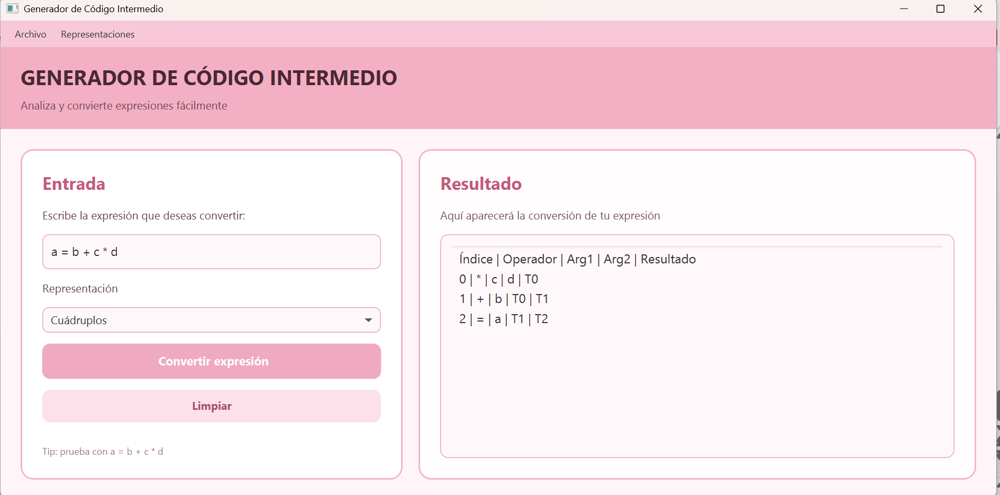 Generador de Código Intermedio
Archivo Representaciones
GENERADOR DE CÓDIGO INTERMEDIO
Analiza y convierte expresiones fácilmente
Entrada
Escribe la expresión que deseas convertir:
a = b + c * d
Representación
Cuádruplos
Convertir expresión
Limpiar
Tip: prueba con a = b + c * d
Resultado
Aquí aparecerá la conversión de tu expresión
Índice | Operador | Arg1 | Arg2 | Resultado
0 | * | c | d | T0
1 | + | b | T0 | T1
2 | = | a | T1 | T2